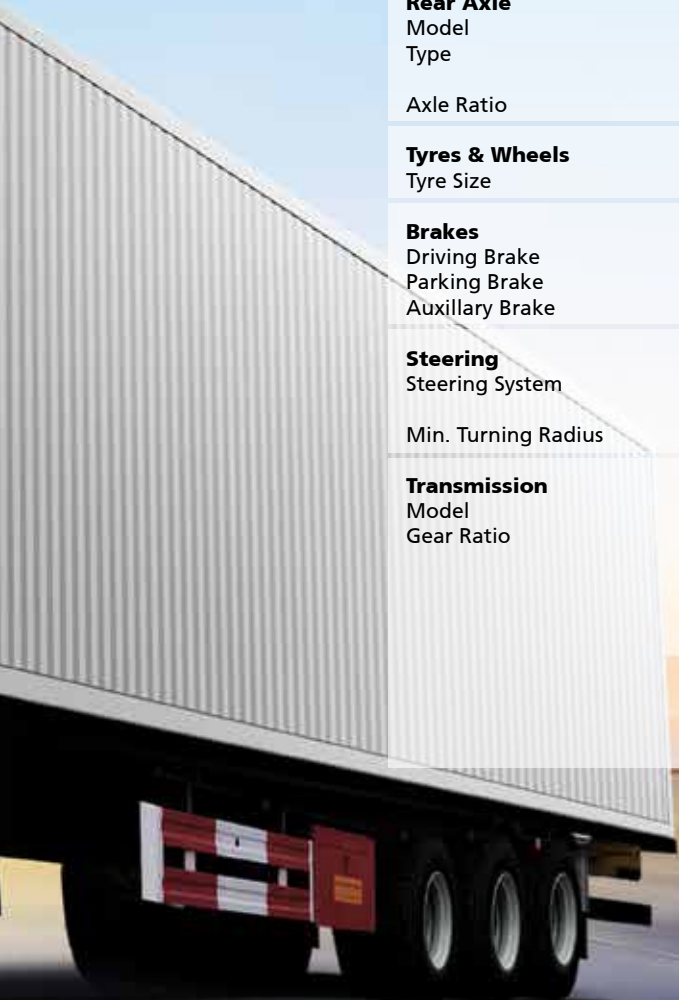 Rear Axle
Model
Type
Axle Ratio
Tyres & Wheels
Tyre Size
Brakes
Driving Brake
Parking Brake
Auxillary Brake
Steering
Steering System
Min. Turning Radius
Transmission
Model
Gear Ratio